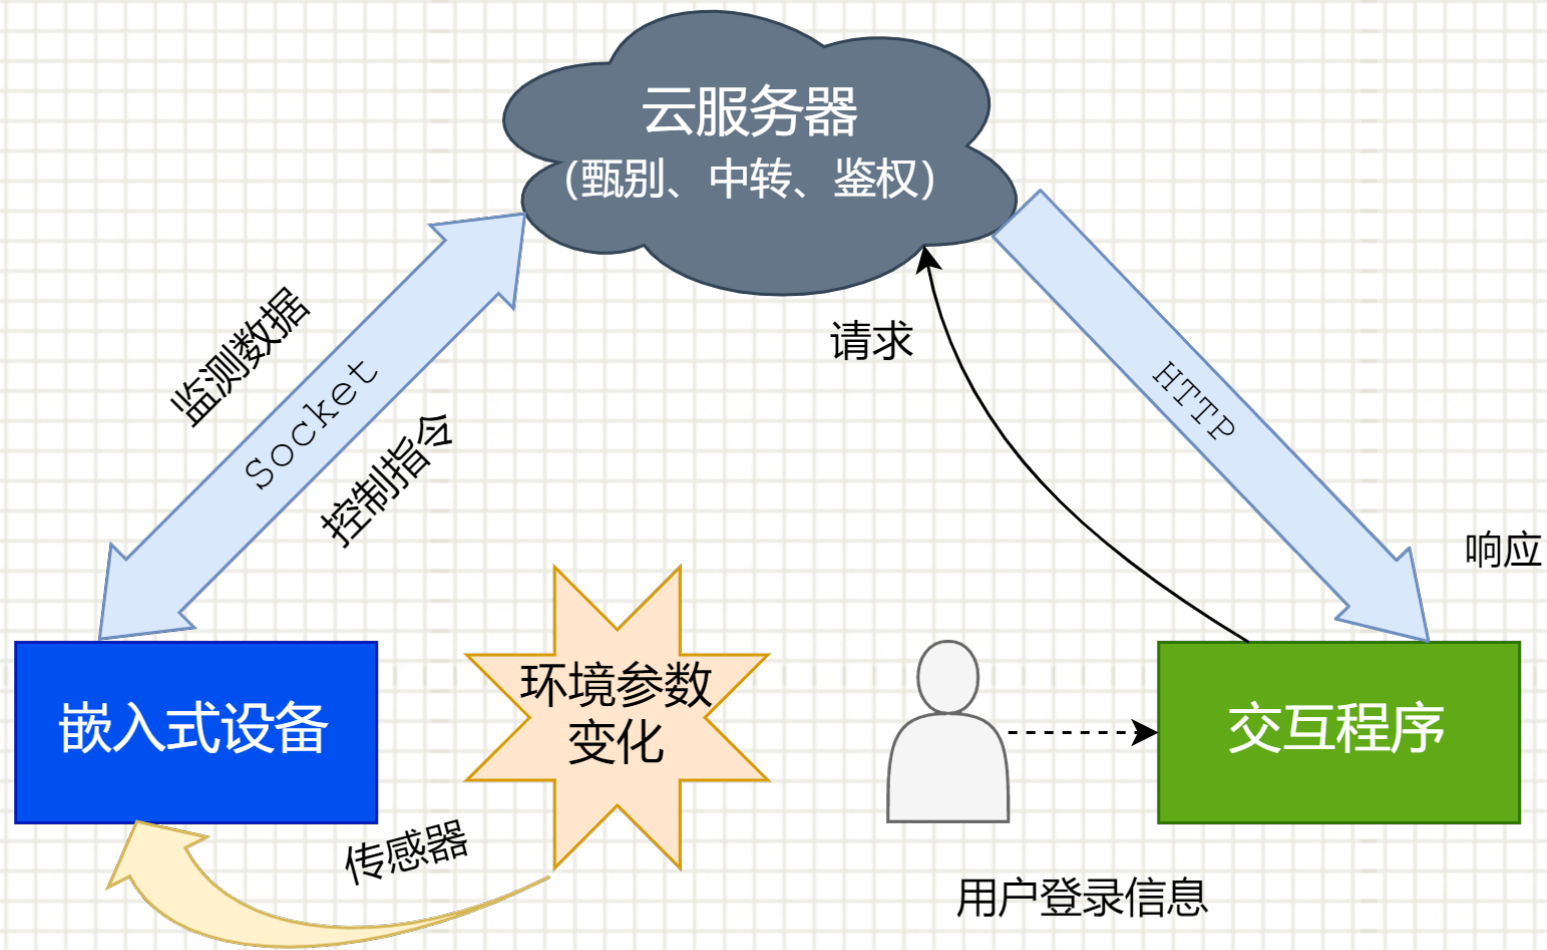 云服务器
（甄别、中转、鉴权）
监测数据
Socket
控制指令
请求
HTTP
响应
嵌入式设备
环境参数
变化
交互程序
传感器
用户登录信息